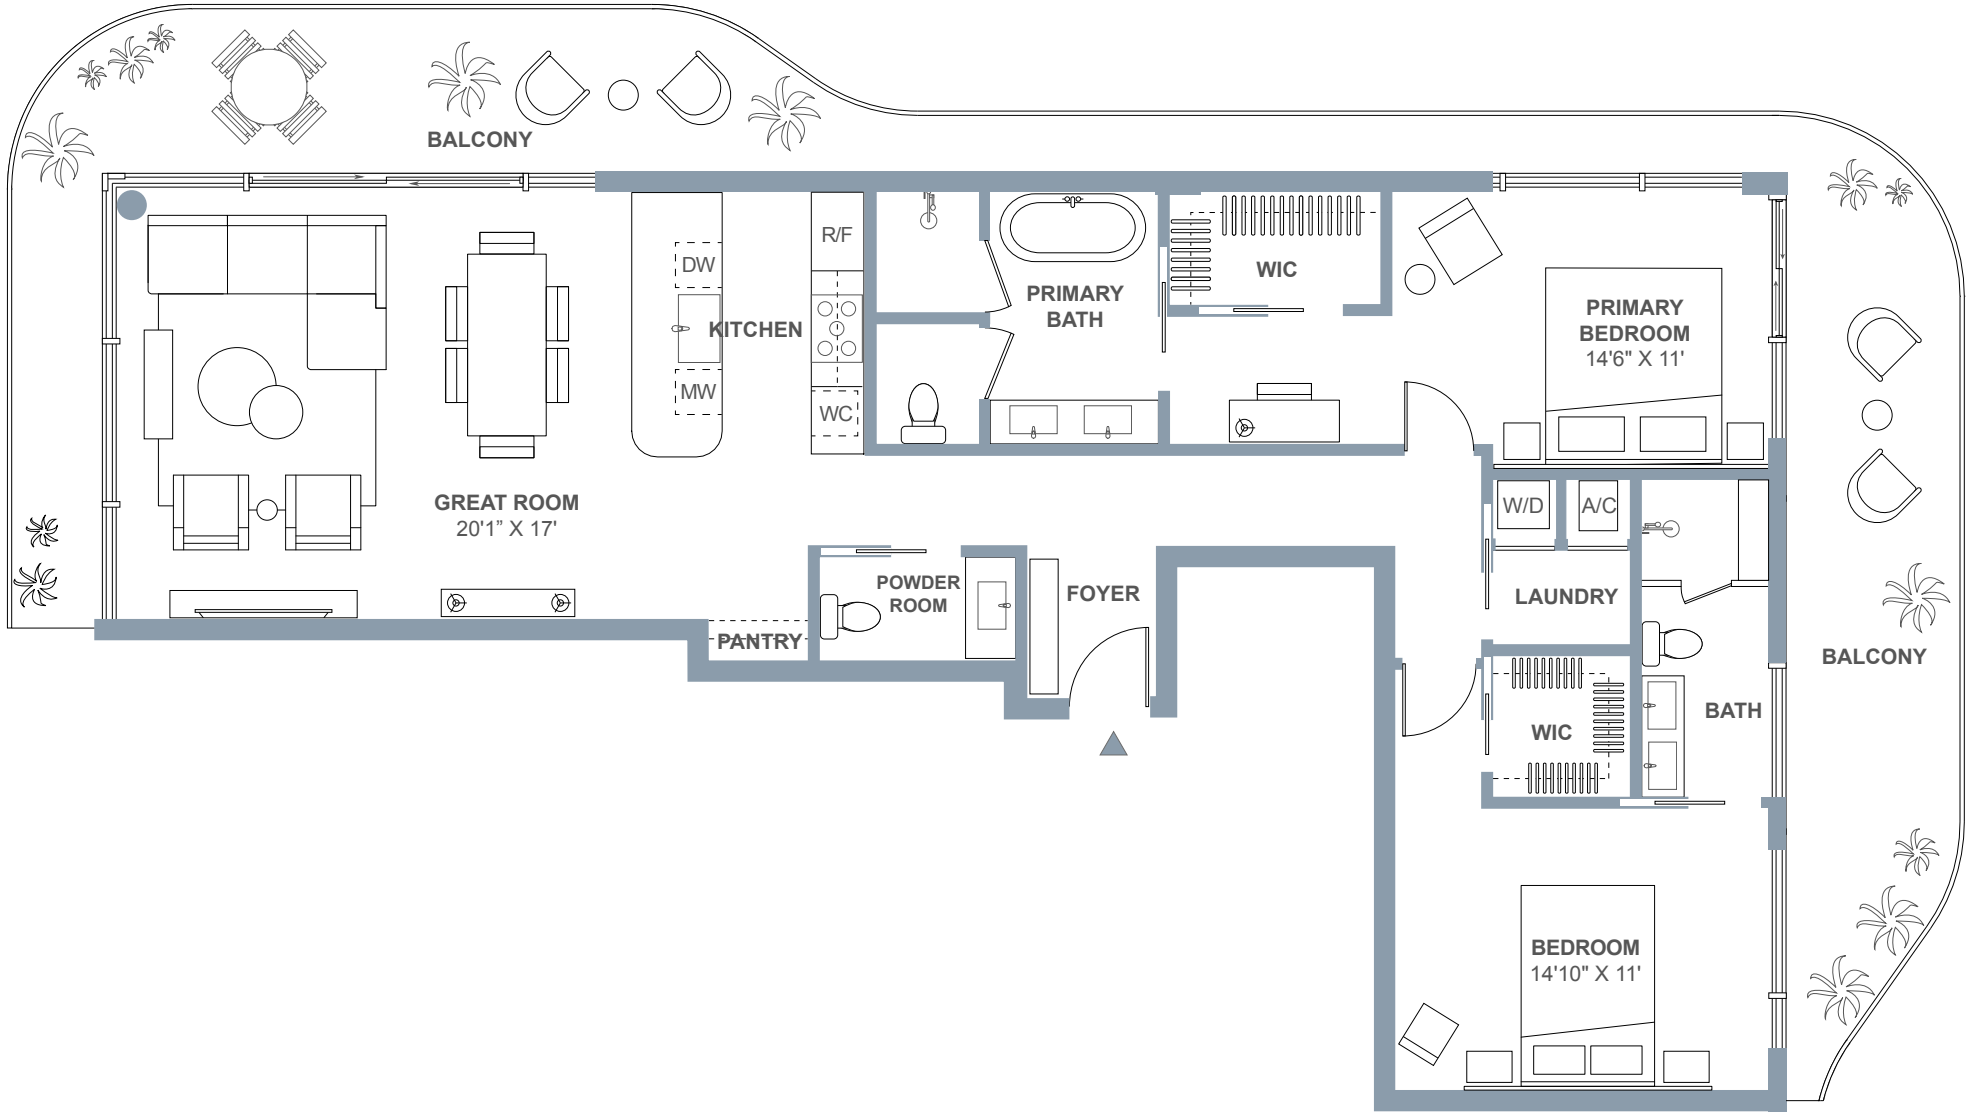 BALCONY
R/F
DW
KITCHEN
MW
WC
PRIMARY
BATH
WIC
PRIMARY
BEDROOM
14'6" X 11'
GREAT ROOM
20'1” X 17'
W/D
A/C
POWDER
ROOM
FOYER
LAUNDRY
PANTRY
BALCONY
WIC
BATH
BEDROOM
14'10" X 11'